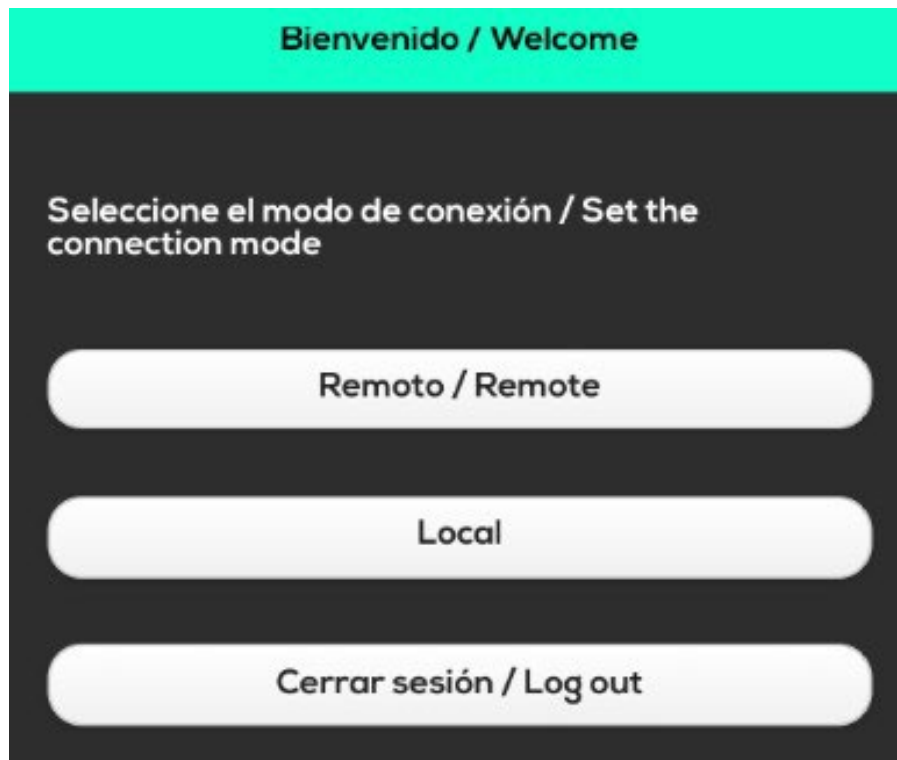 Bienvenido / Welcome
Seleccione el modo de conexión / Set the
connection mode
Remoto / Remote
Local
Cerrar sesión / Log out